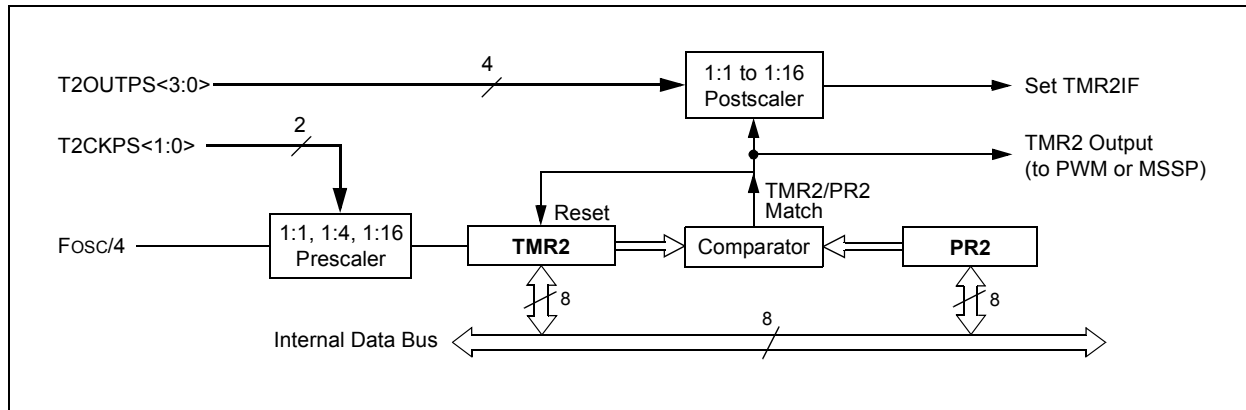 T2OUTPS<3:0>
4
1:1 to 1:16
Postscaler
Set TMR2IF
T2CKPS<1:0>
2
TMR2 Output
(to PWM or MSSP)
TMR2/PR2
Match
Reset
FOSC/4
1:1, 1:4, 1:16
Prescaler
TMR2
Comparator
PR2
8
8
Internal Data Bus
8